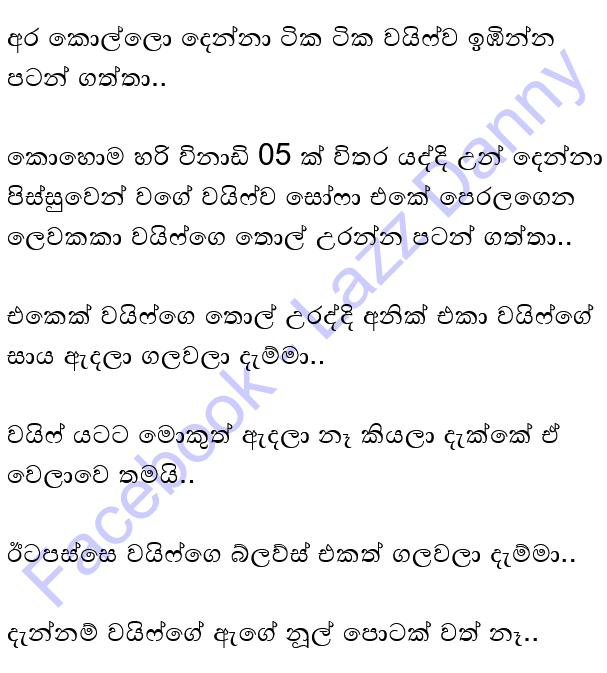 අර කොල්ලො දෙන්නා ටික ටික වයිෆ්ව ඉඹින්න
පටන් ගත්තා..
කොහොම හරි විනාඩි 05 ක් විතර යද්දි උන් දෙන්නා
පිස්සුවෙන් වගේ වයිෆ්ව සෝෆා එකේ පෙරලගෙන
ලෙවකකා වයිෆ්ගෙ තොල් උරන්න පටන් ගත්තා..
එකෙක් වයිෆ්ගෙ තොල් උරද්දි අනික් එකා වයිෆ්ගේ
සාය ඇදලා ගලවලා දැම්මා..
වයිෆ් යටට මොකුත් ඇදලා නෑ කියලා දැක්කේ ඒ
වෙලාවෙ තමයි..
ඊටපස්සෙ වයිෆ්ගෙ බ්ලව්ස් එකත් ගලවලා දැම්මා..
දැන්නම් වයිෆ්ගේ ඇගේ නූල් පොටක් වත් නෑ..
Facebook - Lazz Danny